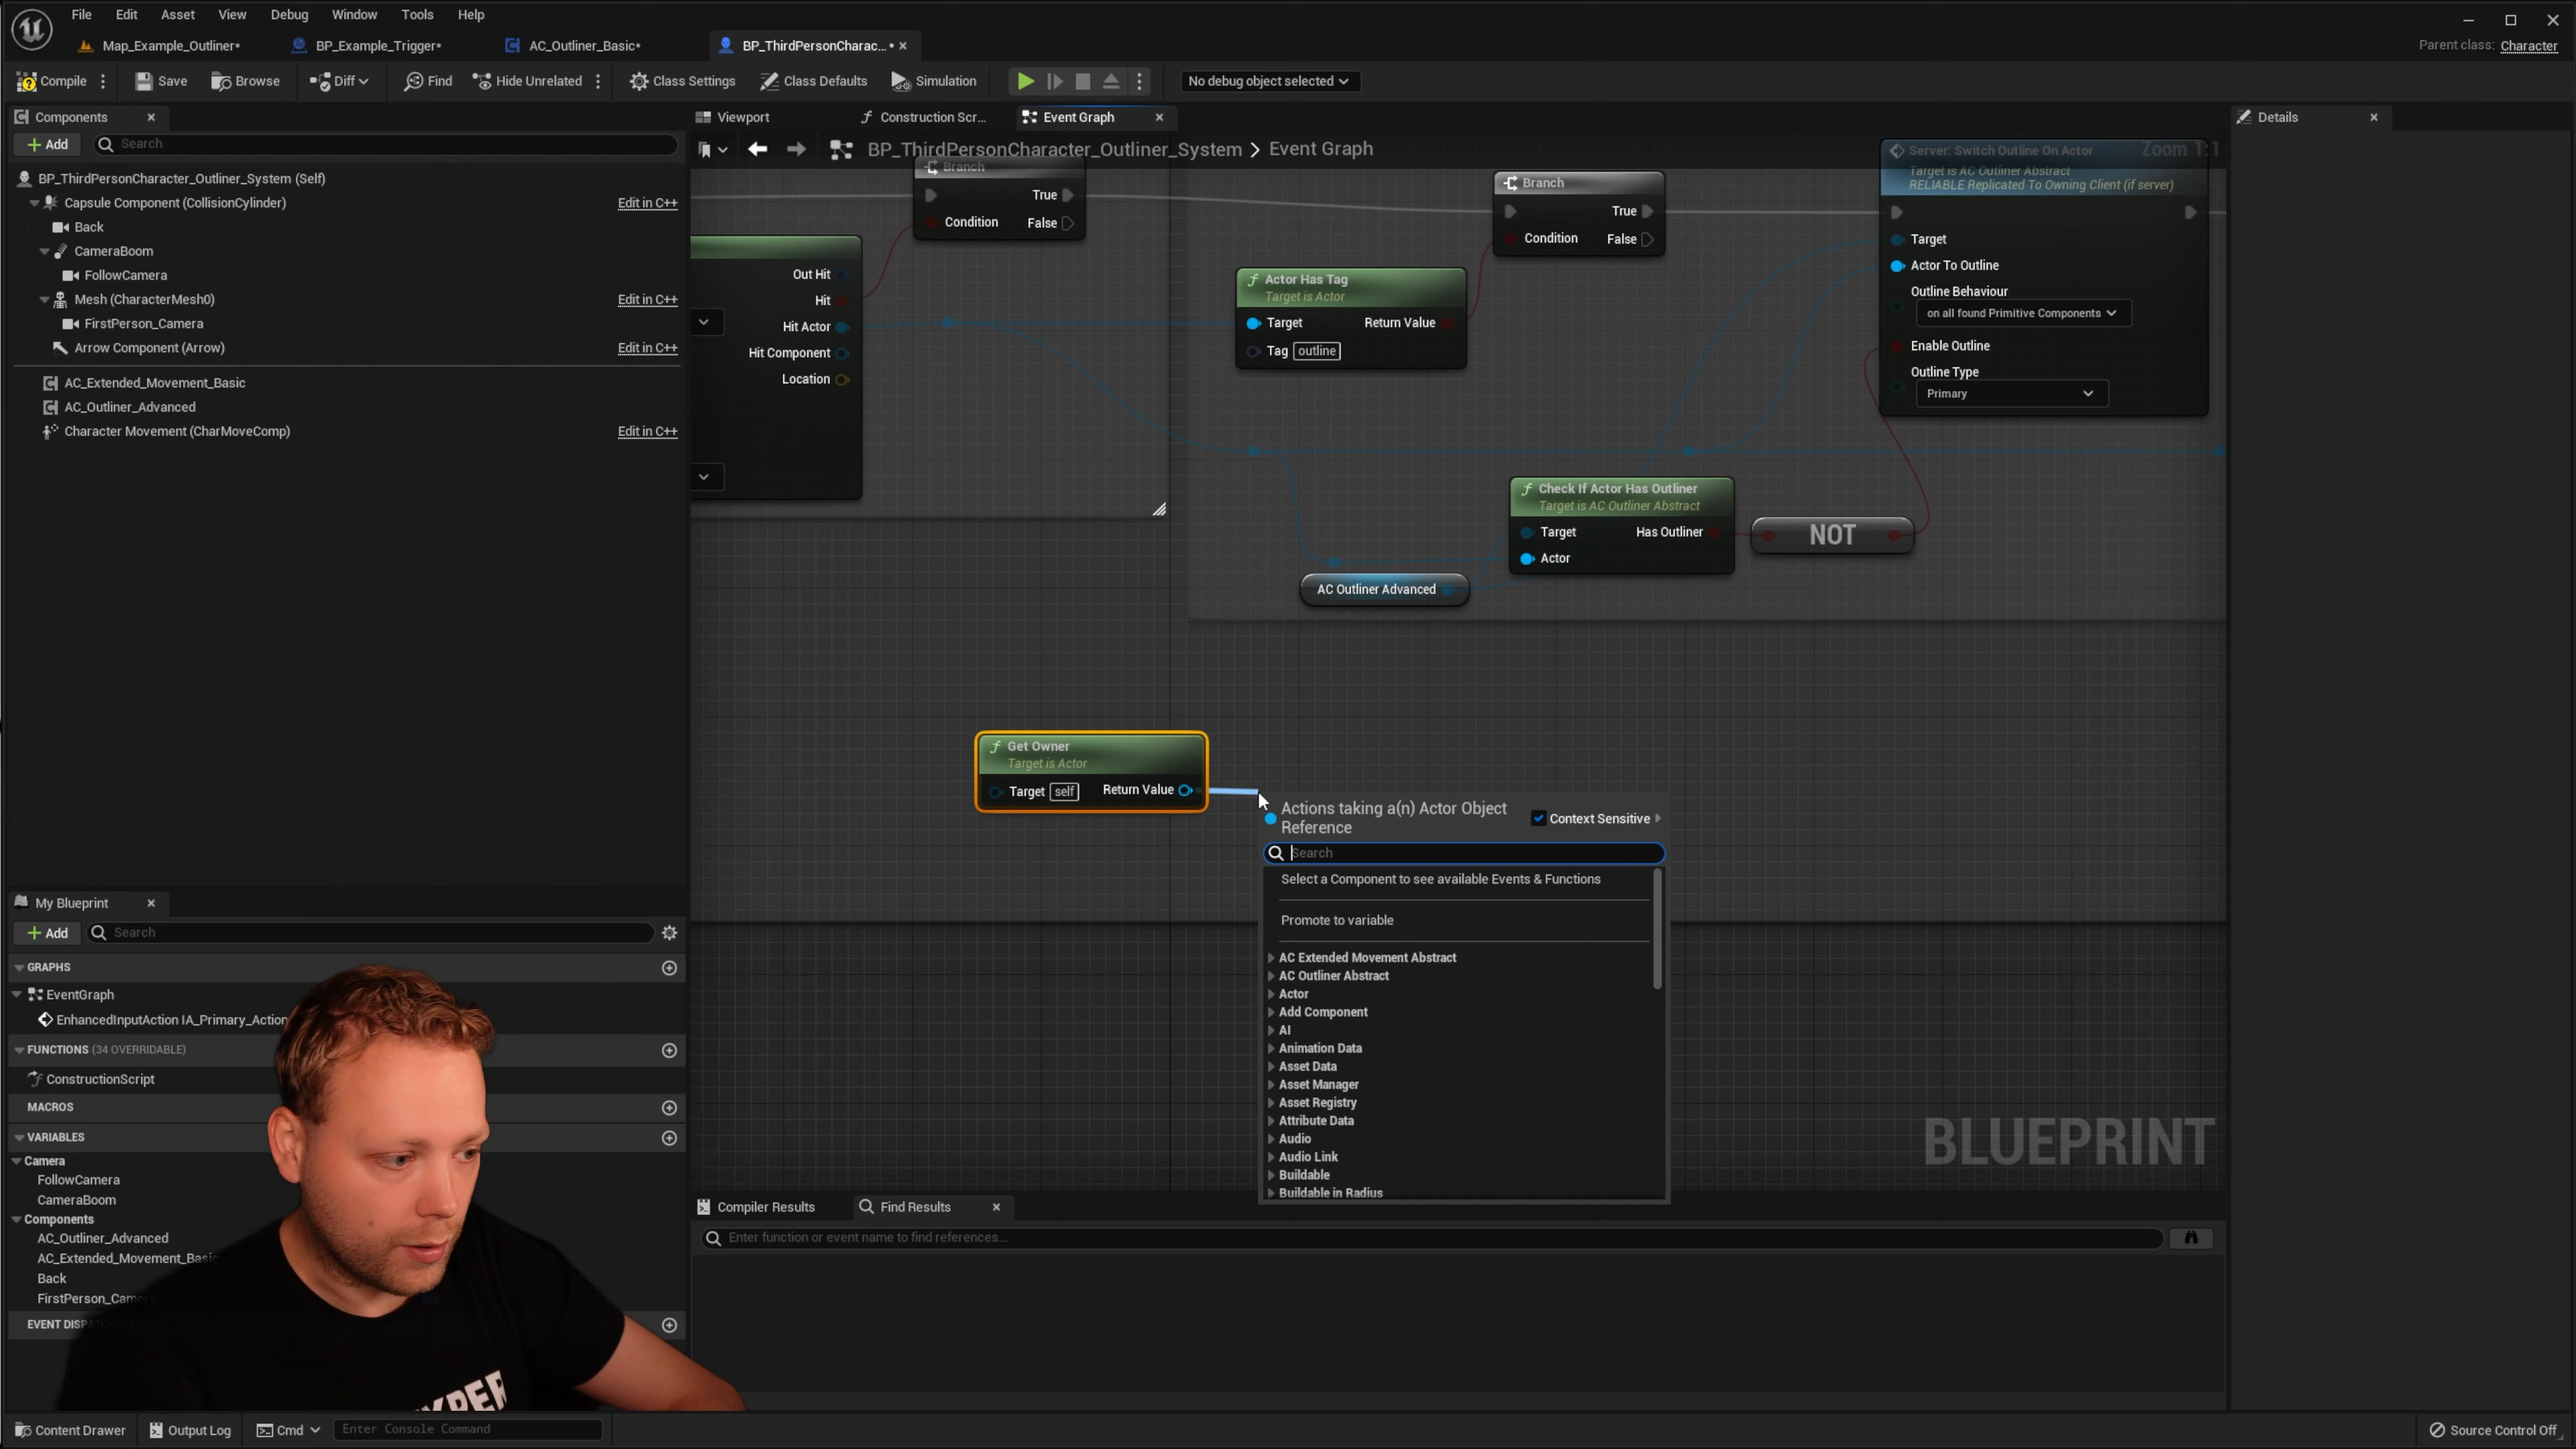 File Edit Asset View Debug Window Tools Help
Map_Example_Outliner*
BP_Example_Trigger*
AC_Outliner_Basic*
BP_ThirdPersonCharac... *
Parent class: Character
Compile
Save
Browse
Diff
Find
Hide Unrelated
Class Settings
Class Defaults
Simulation
No debug object selected
Components
Add
Search
BP_ThirdPersonCharacter_Outliner_System (Self)
Capsule Component (CollisionCylinder) Edit in C++
Back
CameraBoom
FollowCamera
Mesh (CharacterMesh0) Edit in C++
FirstPerson_Camera
Arrow Component (Arrow) Edit in C++
AC_Extended_Movement_Basic
AC_Outliner_Advanced
Character Movement (CharMoveComp) Edit in C++
My Blueprint
Add
Search
GRAPHS
EventGraph
EnhancedInputAction IA_Primary_Action
FUNCTIONS (34 OVERRIDABLE)
ConstructionScript
MACROS
VARIABLES
Camera
FollowCamera
CameraBoom
Components
AC_Outliner_Advanced
AC_Extended_Movement_Basic
Back
FirstPerson_Camera
EVENT DISPATCHERS
Viewport
Construction Scr...
Event Graph
BP_ThirdPersonCharacter_Outliner_System > Event Graph
Zoom 1:1
Branch
True
Condition False
Out Hit
Hit
Hit Actor
Hit Component
Location
Actor Has Tag
Target is Actor
Target Return Value
Tag outline
Branch
True
Condition False
Server: Switch Outline On Actor
Target is AC Outliner Abstract
RELIABLE Replicated To Owning Client (if server)
Target
Actor To Outline
Outline Behaviour
on all found Primitive Components
Enable Outline
Outline Type
Primary
Check If Actor Has Outliner
Target is AC Outliner Abstract
Target Has Outliner
Actor
NOT
AC Outliner Advanced
Get Owner
Target is Actor
Target self Return Value
Actions taking a(n) Actor Object
Reference
Context Sensitive
Search
Select a Component to see available Events & Functions
Promote to variable
AC Extended Movement Abstract
AC Outliner Abstract
Actor
Add Component
AI
Animation Data
Asset Data
Asset Manager
Asset Registry
Attribute Data
Audio
Audio Link
Buildable
Buildable in Radius
BLUEPRINT
Compiler Results
Find Results
Enter function or event name to find references...
Details
Content Drawer
Output Log
Cmd
Enter Console Command
Source Control Off